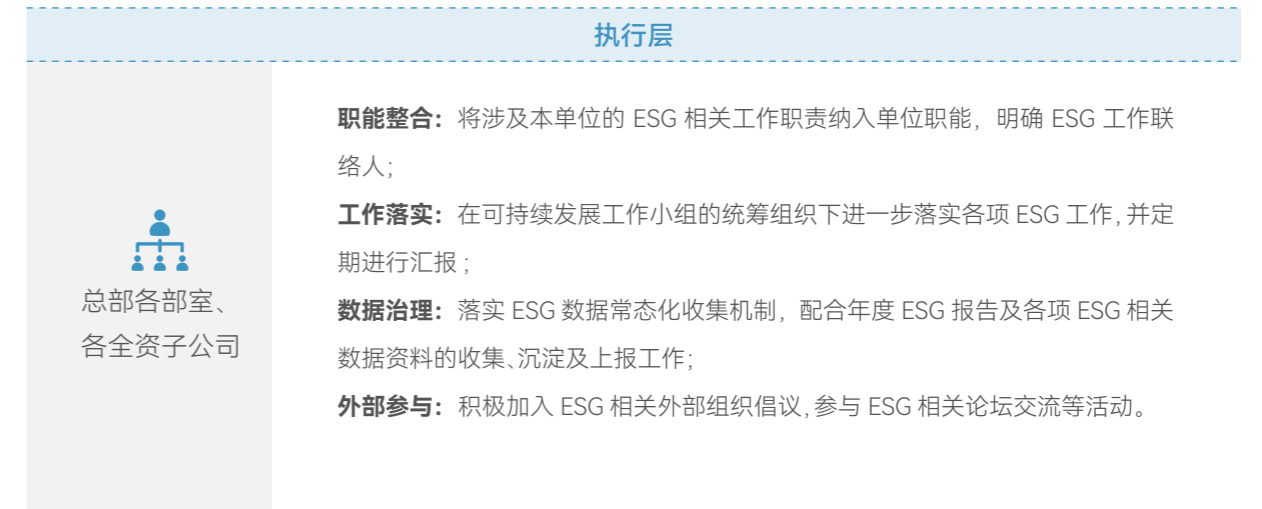 执行层
总部各部室、
各全资子公司
职能整合：将涉及本单位的 ESG 相关工作职责纳入单位职能，明确 ESG 工作联
络人；
工作落实：在可持续发展工作小组的统筹组织下进一步落实各项 ESG 工作，并定
期进行汇报；
数据治理：落实 ESG 数据常态化收集机制，配合年度 ESG 报告及各项 ESG 相关
数据资料的收集、沉淀及上报工作；
外部参与：积极加入 ESG 相关外部组织倡议，参与 ESG 相关论坛交流等活动。